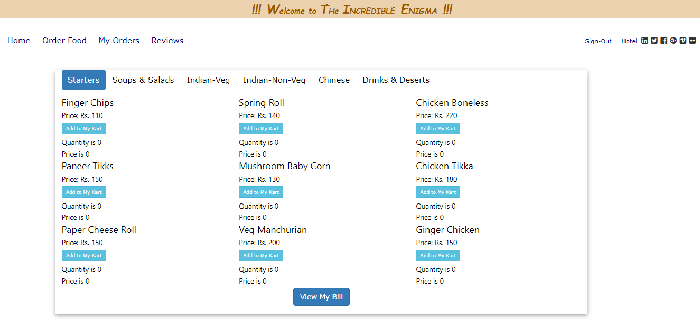 !!! Welcome to The Incredible Enigma !!!
Home Order Food My Orders Reviews
Sign-Out Hotel
Starters Soups & Salads Indian-Veg Indian-Non-Veg Chinese Drinks & Deserts
Finger Chips Spring Roll Chicken Boneless
Price: Rs. 110 Price: Rs. 140 Price: Rs. 220
Add to My Kart Add to My Kart Add to My Kart
Quantity is 0 Quantity is 0 Quantity is 0
Price is 0 Price is 0 Price is 0
Paneer Tikks Mushroom Baby Corn Chicken Tikka
Price: Rs. 150 Price: Rs. 130 Price: Rs. 180
Add to My Kart Add to My Kart Add to My Kart
Quantity is 0 Quantity is 0 Quantity is 0
Price is 0 Price is 0 Price is 0
Paper Cheese Roll Veg Manchurian Ginger Chicken
Price: Rs. 150 Price: Rs. 200 Price: Rs. 150
Add to My Kart Add to My Kart Add to My Kart
Quantity is 0 Quantity is 0 Quantity is 0
Price is 0 Price is 0 Price is 0
View My Bill